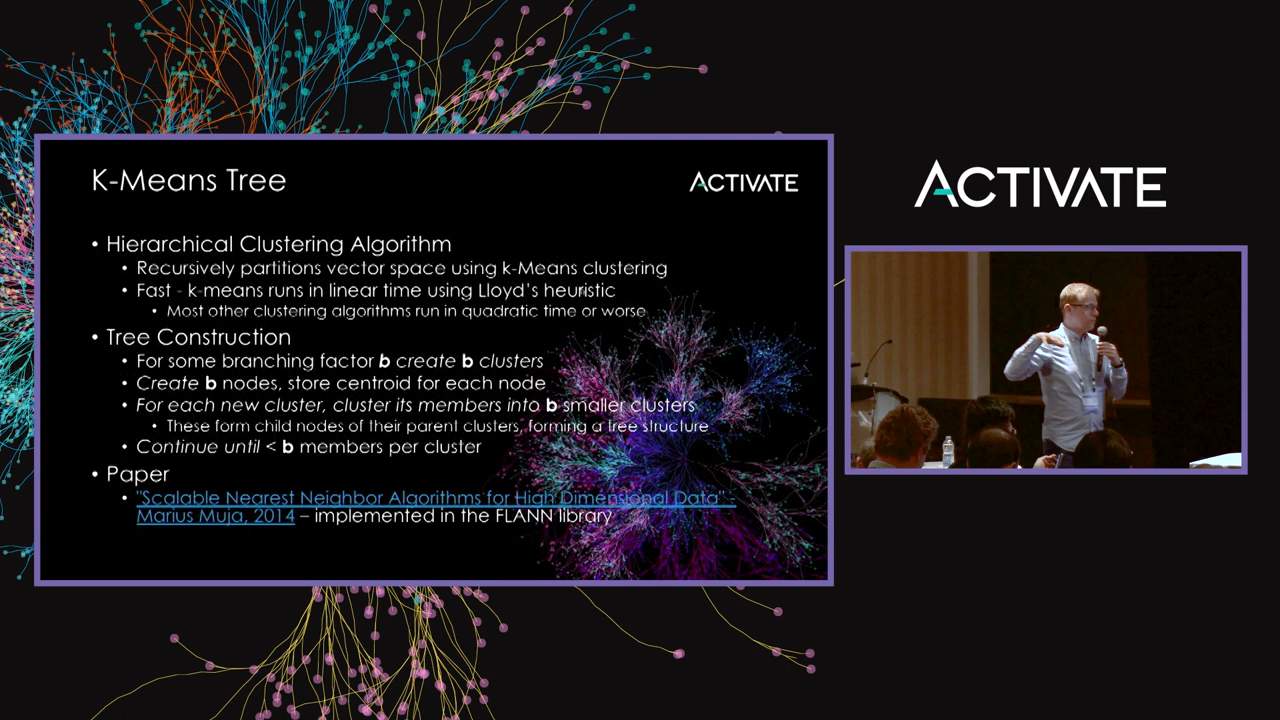 K-Means Tree
ACTIVATE
• Hierarchical Clustering Algorithm
• Recursively partitions vector space using k-Means clustering
• Fast - k-means runs in linear time using Lloyd's heuristic
• Most other clustering algorithms run in quadratic time or worse
• Tree Construction
• For some branching factor b create b clusters
• Create b nodes, store centroid for each node
• For each new cluster, cluster its members into b smaller clusters
• These form child nodes of their parent clusters, forming a tree structure
• Continue until < b members per cluster
• Paper
• "Scalable Nearest Neighbor Algorithms for High Dimensional Data" -
Marius Muja, 2014 – implemented in the FLANN library
ACTIVATE